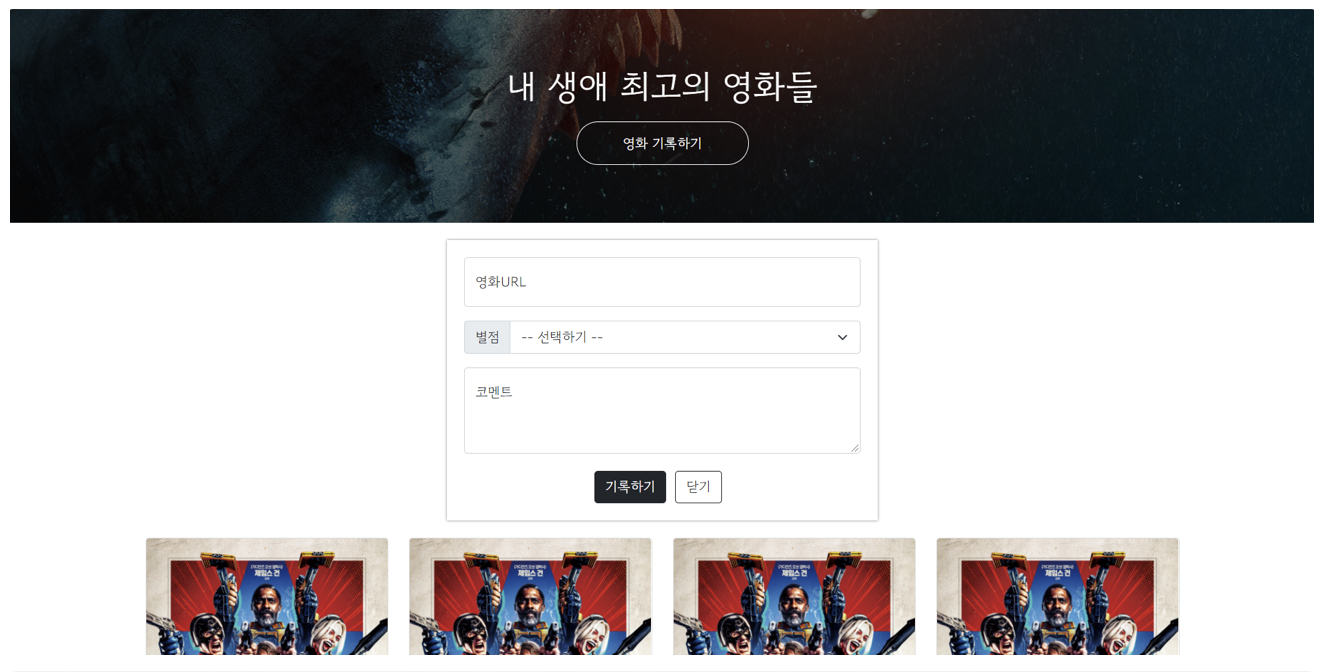 내 생애 최고의 영화들
영화 기록하기
영화URL
별점 -- 선택하기 --
코멘트
기록하기 닫기
제임스 건 제임스 건 제임스 건 제임스 건